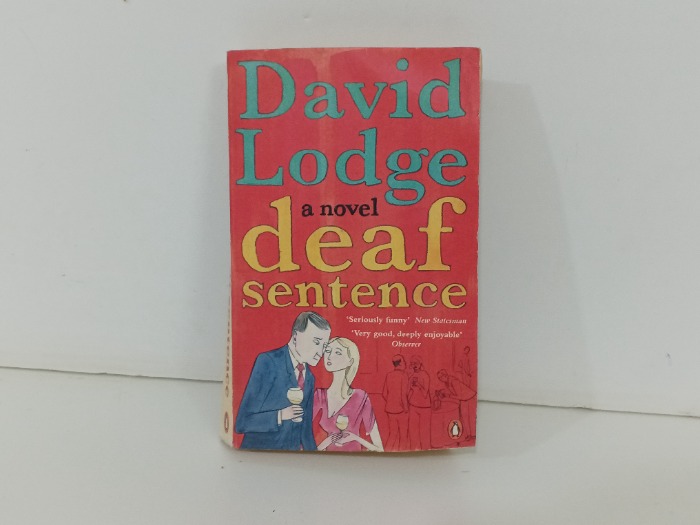 David
Lodge
a novel
deaf
sentence
'Seriously funny' New Statesman
'Very good, deeply enjoyable'
Observer